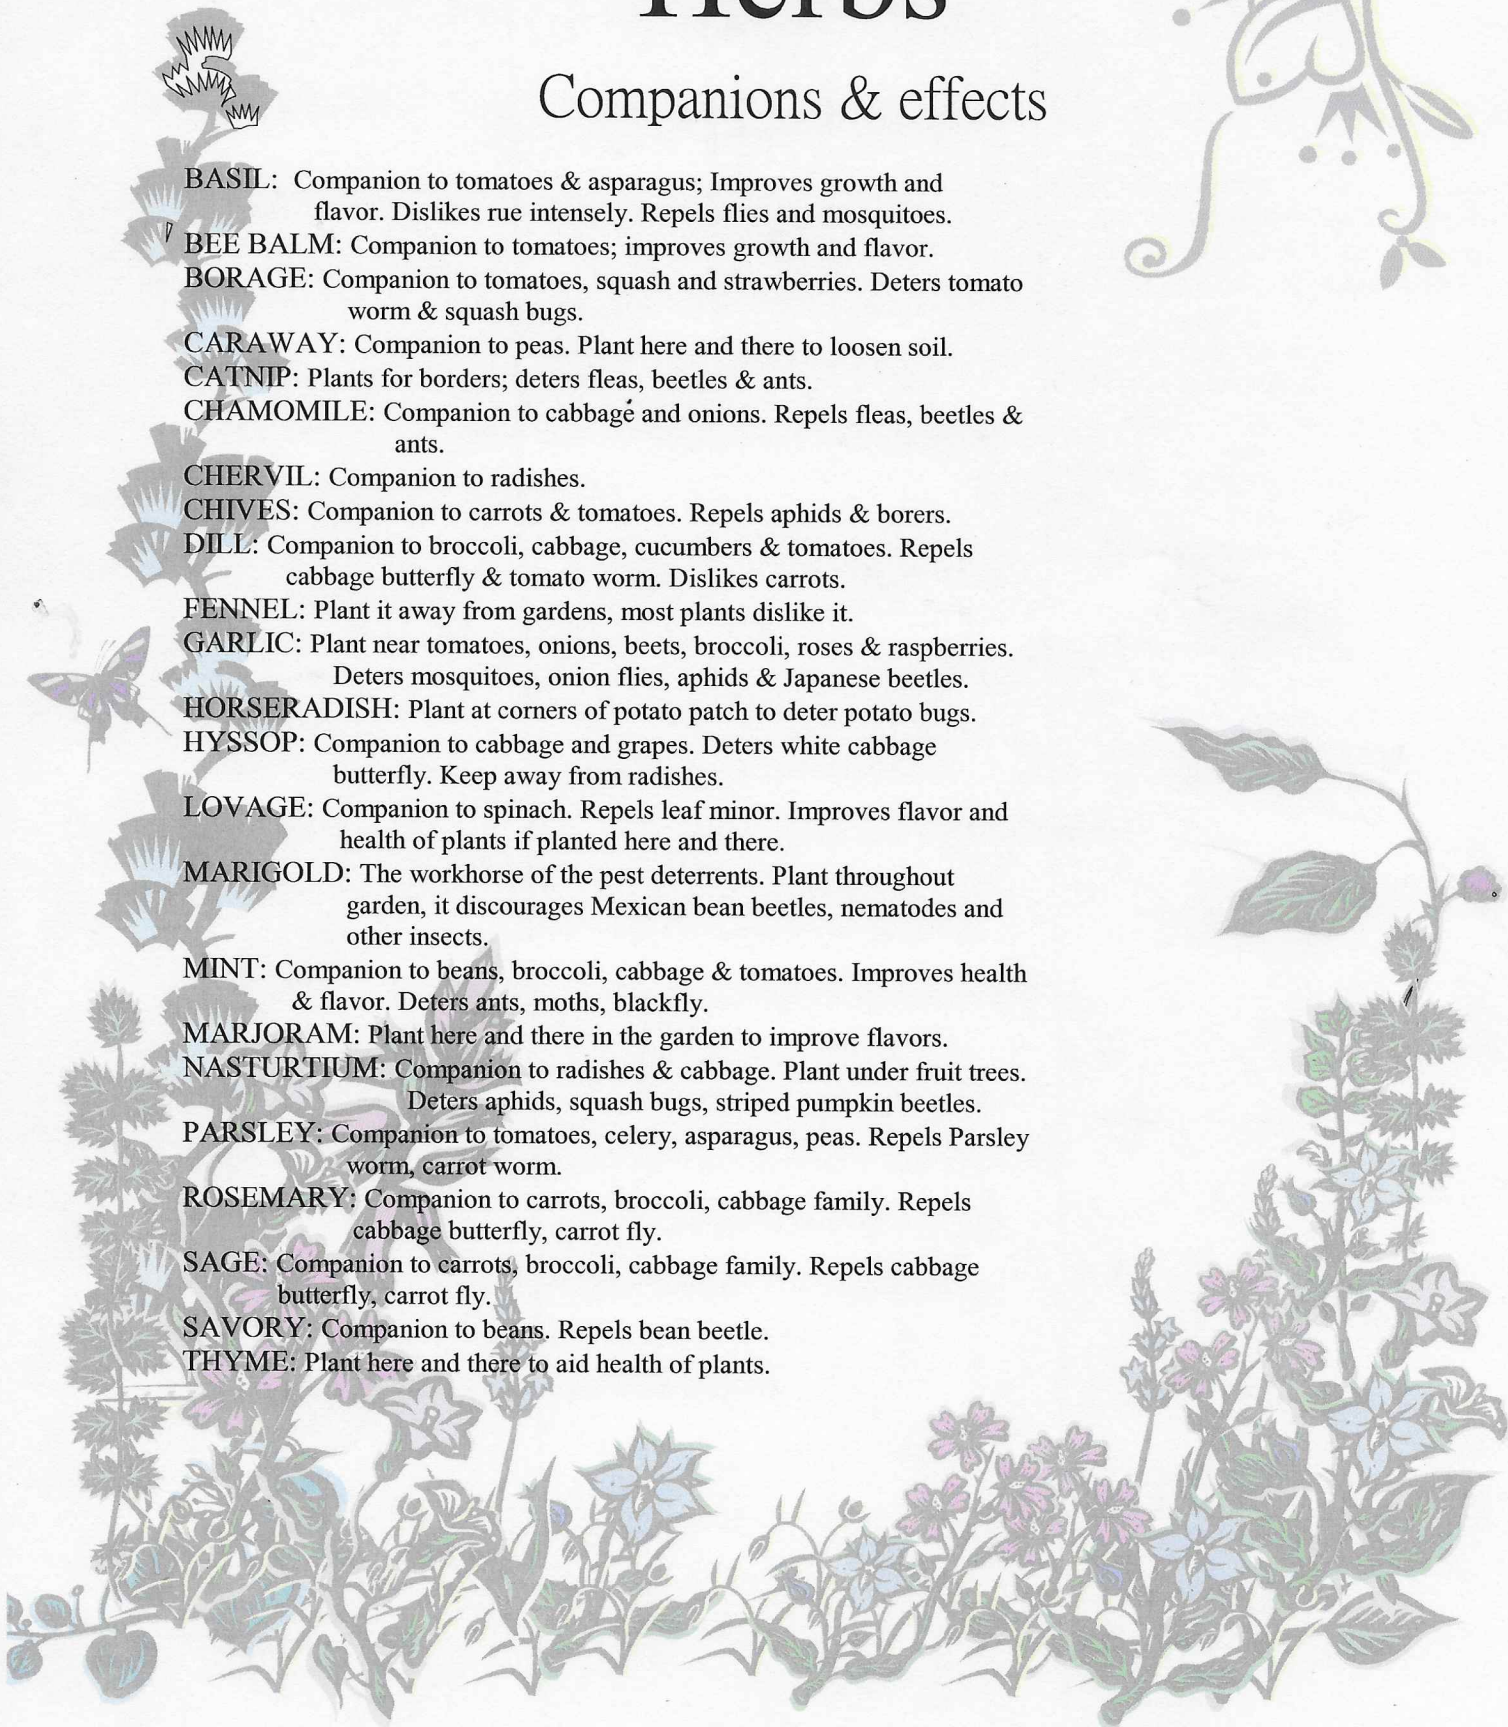 Herbs
Companions & effects
BASIL: Companion to tomatoes & asparagus; Improves growth and
flavor. Dislikes rue intensely. Repels flies and mosquitoes.
BEE BALM: Companion to tomatoes; improves growth and flavor.
BORAGE: Companion to tomatoes, squash and strawberries. Deters tomato
worm & squash bugs.
CARAWAY: Companion to peas. Plant here and there to loosen soil.
CATNIP: Plants for borders; deters fleas, beetles & ants.
CHAMOMILE: Companion to cabbage and onions. Repels fleas, beetles &
ants.
CHERVIL: Companion to radishes.
CHIVES: Companion to carrots & tomatoes. Repels aphids & borers.
DILL: Companion to broccoli, cabbage, cucumbers & tomatoes. Repels
cabbage butterfly & tomato worm. Dislikes carrots.
FENNEL: Plant it away from gardens, most plants dislike it.
GARLIC: Plant near tomatoes, onions, beets, broccoli, roses & raspberries.
Deters mosquitoes, onion flies, aphids & Japanese beetles.
HORSERADISH: Plant at corners of potato patch to deter potato bugs.
HYSSOP: Companion to cabbage and grapes. Deters white cabbage
butterfly. Keep away from radishes.
LOVAGE: Companion to spinach. Repels leaf minor. Improves flavor and
health of plants if planted here and there.
MARIGOLD: The workhorse of the pest deterrents. Plant throughout
garden, it discourages Mexican bean beetles, nematodes and
other insects.
MINT: Companion to beans, broccoli, cabbage & tomatoes. Improves health
& flavor. Deters ants, moths, blackfly.
MARJORAM: Plant here and there in the garden to improve flavors.
NASTURTIUM: Companion to radishes & cabbage. Plant under fruit trees.
Deters aphids, squash bugs, striped pumpkin beetles.
PARSLEY: Companion to tomatoes, celery, asparagus, peas. Repels Parsley
worm, carrot worm.
ROSEMARY: Companion to carrots, broccoli, cabbage family. Repels
cabbage butterfly, carrot fly.
SAGE: Companion to carrots, broccoli, cabbage family. Repels cabbage
butterfly, carrot fly.
SAVORY: Companion to beans. Repels bean beetle.
THYME: Plant here and there to aid health of plants.